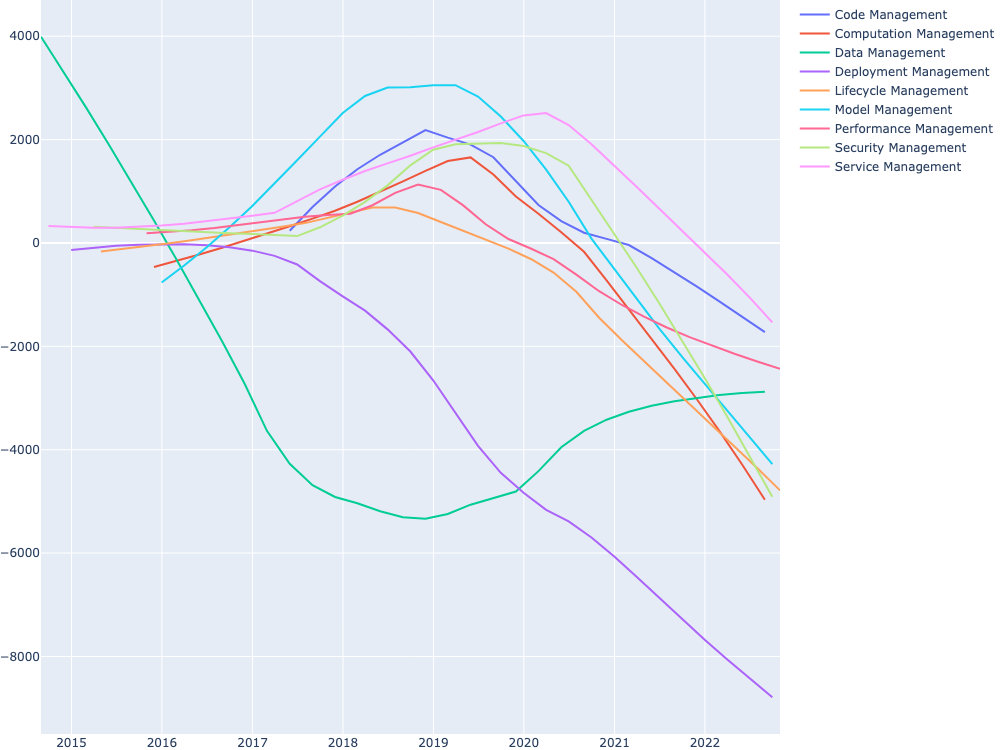 4000
2000
0
−2000
−4000
−6000
−8000
2015 2016 2017 2018 2019 2020 2021 2022
Code Management
Computation Management
Data Management
Deployment Management
Lifecycle Management
Model Management
Performance Management
Security Management
Service Management